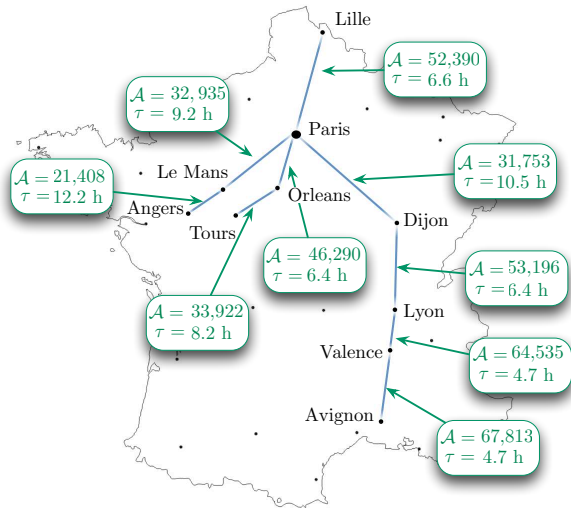 Lille
𝒜 = 52,390
τ = 6.6 h
𝒜 = 32,935
τ = 9.2 h
Paris
𝒜 = 31,753
τ = 10.5 h
Le Mans
𝒜 = 21,408
τ = 12.2 h
Orleans
Angers
Tours
Dijon
𝒜 = 46,290
τ = 6.4 h
𝒜 = 53,196
τ = 6.4 h
𝒜 = 33,922
τ = 8.2 h
Lyon
Valence
𝒜 = 64,535
τ = 4.7 h
Avignon
𝒜 = 67,813
τ = 4.7 h